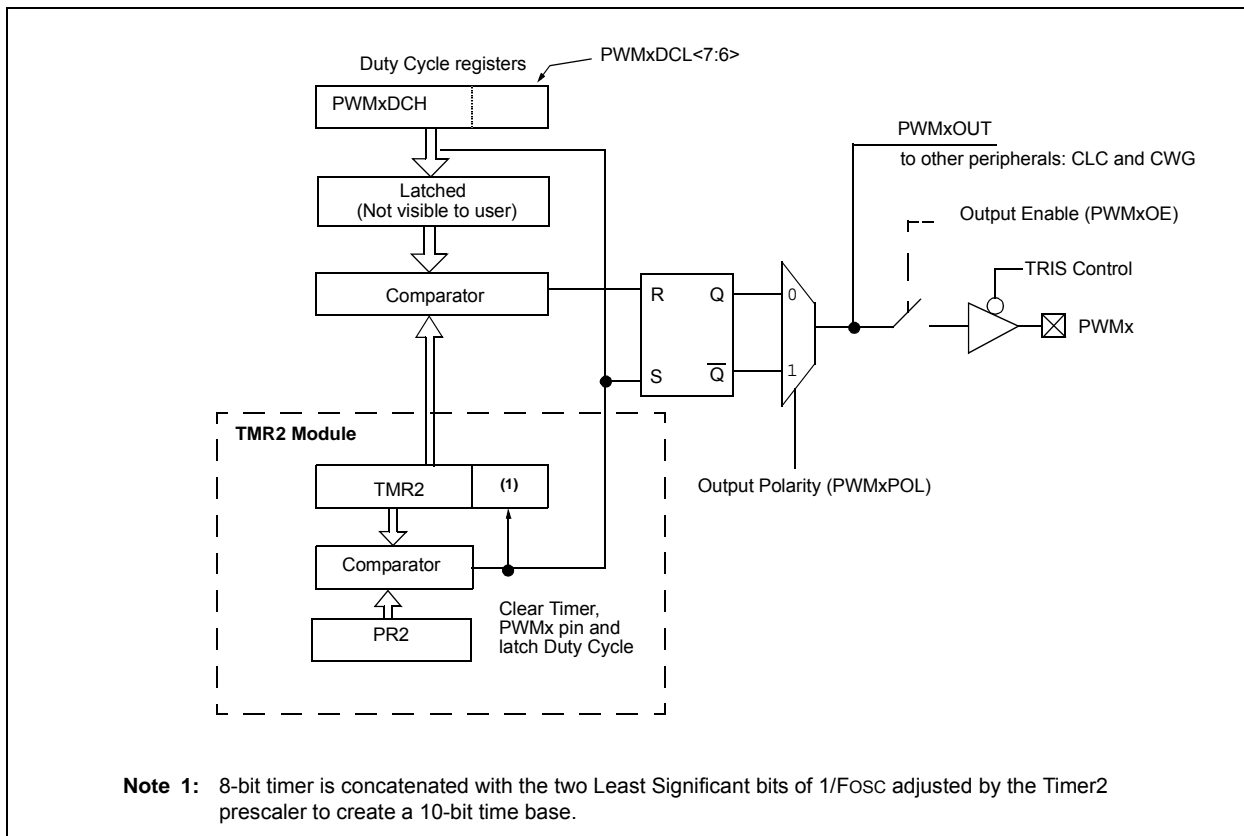 Duty Cycle registers
PWMxDCL<7:6>
PWMxDCH
Latched
(Not visible to user)
Comparator
R
Q
S
Q
0
1
PWMxOUT
to other peripherals: CLC and CWG
Output Enable (PWMxOE)
TRIS Control
PWMx
Output Polarity (PWMxPOL)
TMR2 Module
TMR2
(1)
Comparator
PR2
Clear Timer,
PWMx pin and
latch Duty Cycle
Note 1: 8-bit timer is concatenated with the two Least Significant bits of 1/FOSC adjusted by the Timer2
prescaler to create a 10-bit time base.